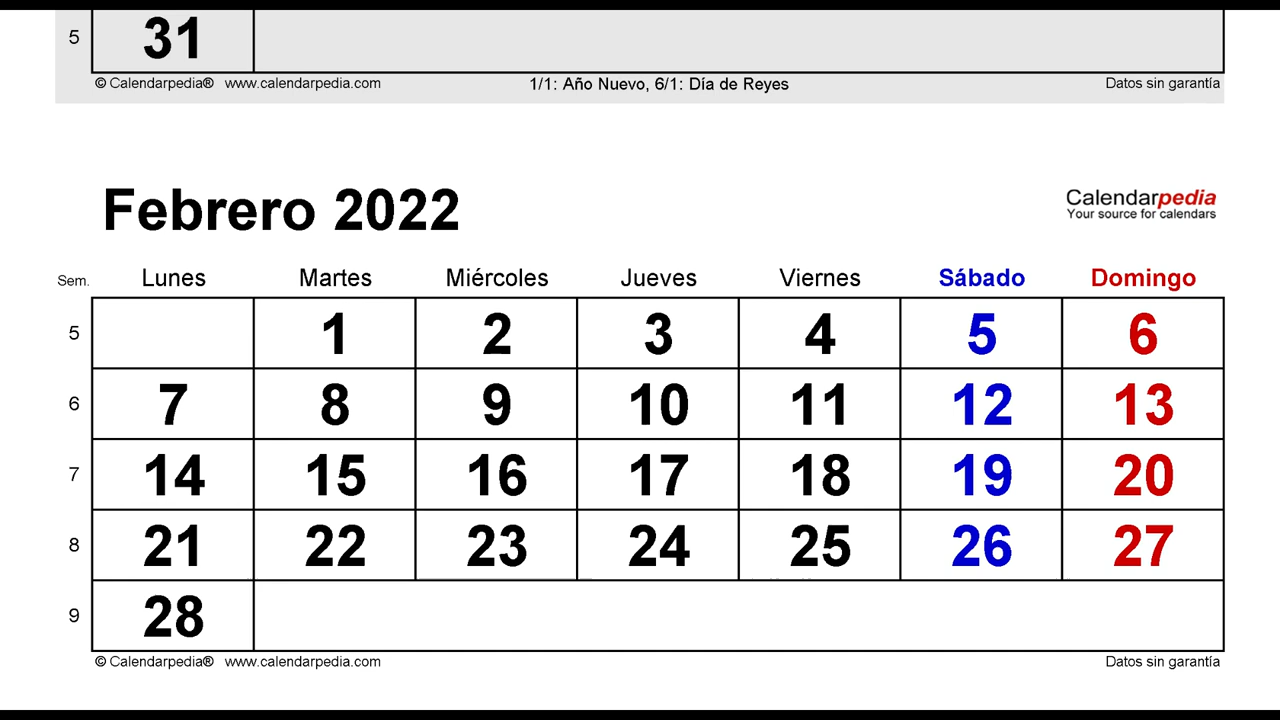 5 31
© Calendarpedia® www.calendarpedia.com 1/1: Año Nuevo, 6/1: Día de Reyes Datos sin garantía
Febrero 2022
Calendarpedia
Your source for calendars
Sem. Lunes Martes Miércoles Jueves Viernes Sábado Domingo
5 1 2 3 4 5 6
6 7 8 9 10 11 12 13
7 14 15 16 17 18 19 20
8 21 22 23 24 25 26 27
9 28
© Calendarpedia® www.calendarpedia.com Datos sin garantía